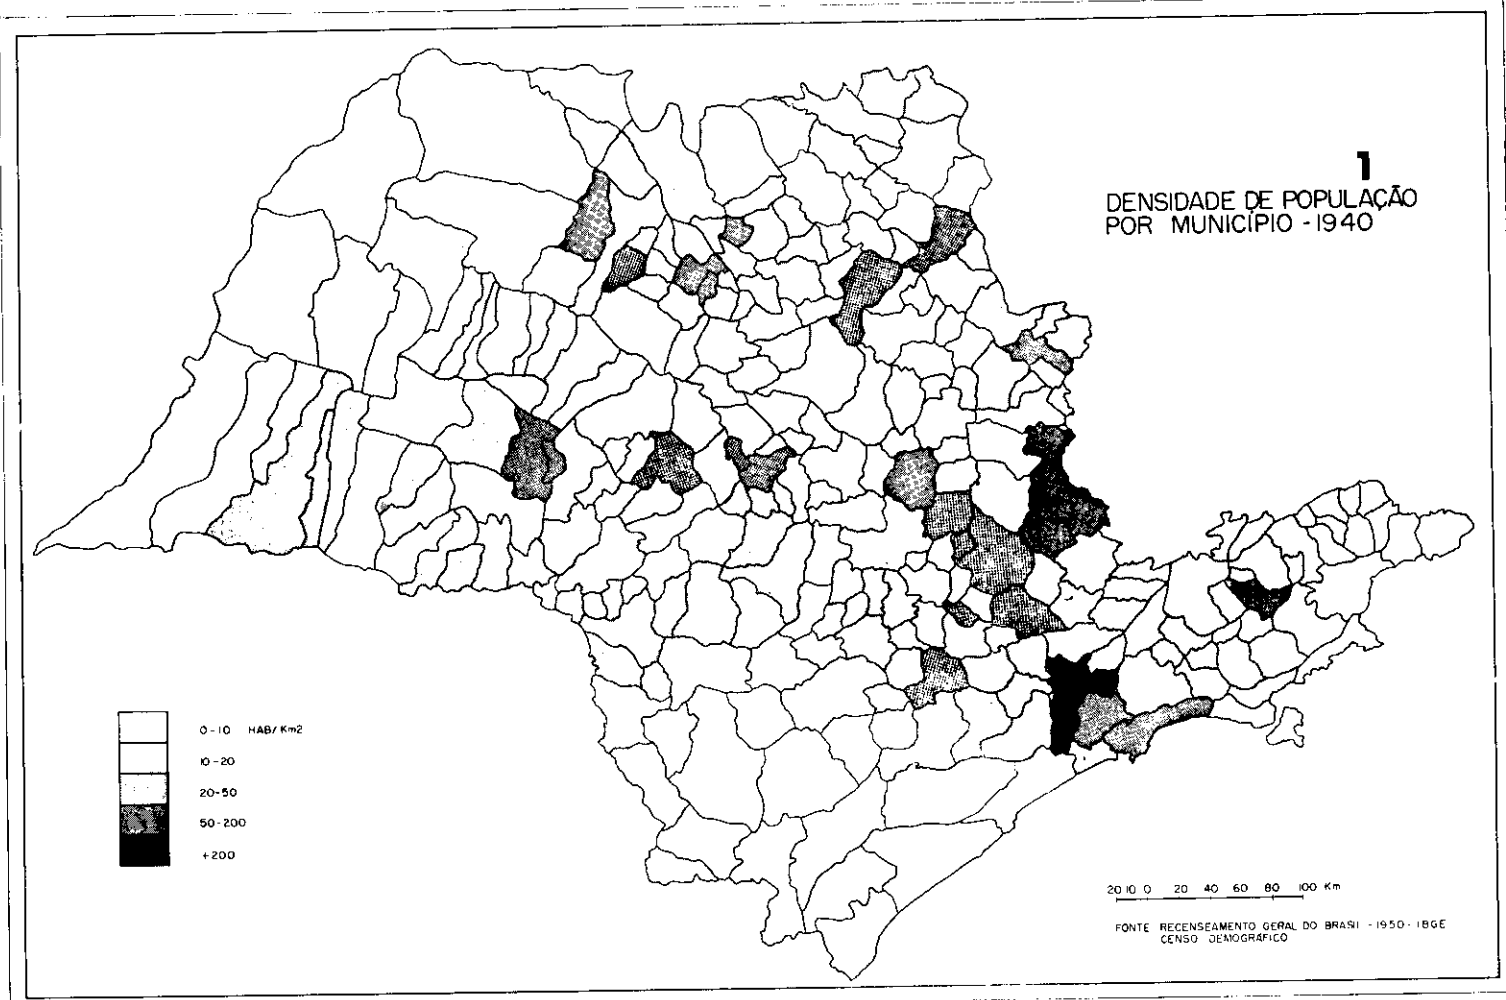 1
DENSIDADE DE POPULAÇÃO
POR MUNICÍPIO - 1940
0-10 HAB/Km2
10-20
20-50
50-200
+200
20 10 0 20 40 60 80 100 Km
FONTE RECENSEAMENTO GERAL DO BRASIL - 1950 - IBGE
CENSO DEMOGRÁFICO